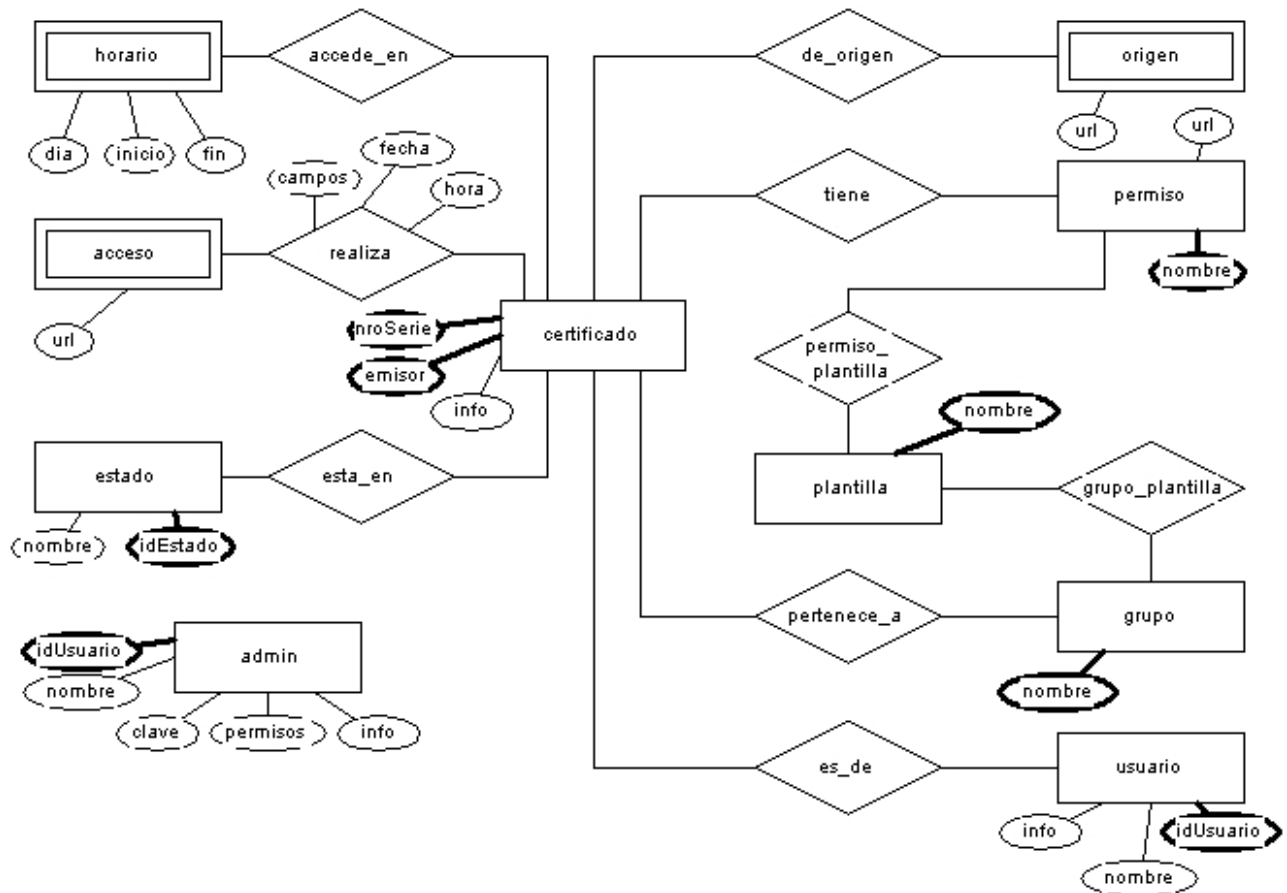 horario
accede_en
de_origen
origen
dia
inicio
fin
fecha
campos
hora
url
url
acceso
realiza
tiene
permiso
nombre
url
nroSerie
certificado
emisor
info
permiso_
plantilla
nombre
estado
esta_en
plantilla
grupo_plantilla
nombre
idEstado
idUsuario
admin
nombre
pertenece_a
grupo
nombre
clave
permisos
info
es_de
usuario
info
idUsuario
nombre